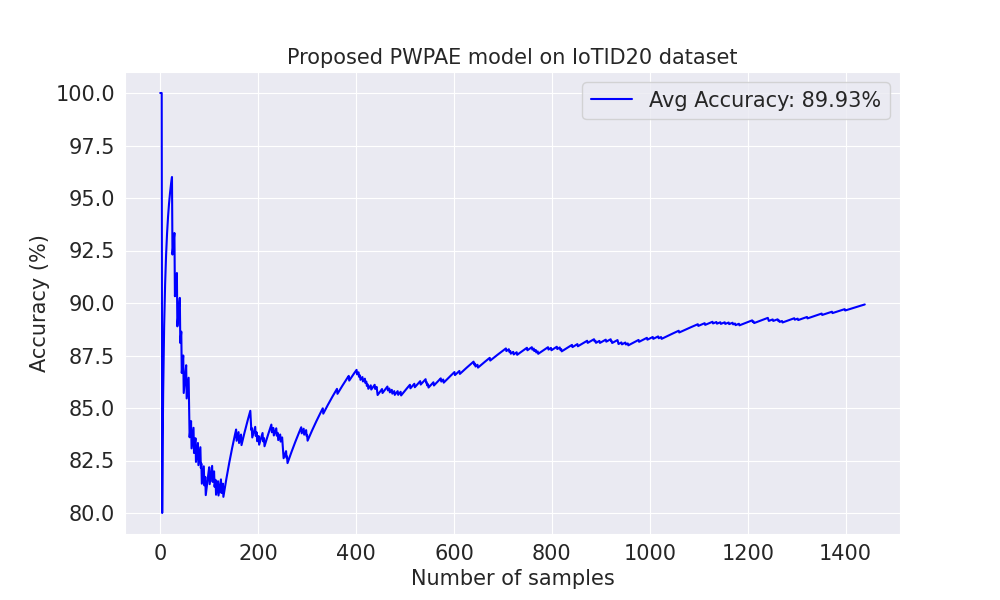 Proposed PWPAE model on IoTID20 dataset
Avg Accuracy: 89.93%
Accuracy (%)
100.0
97.5
95.0
92.5
90.0
87.5
85.0
82.5
80.0
0 200 400 600 800 1000 1200 1400
Number of samples